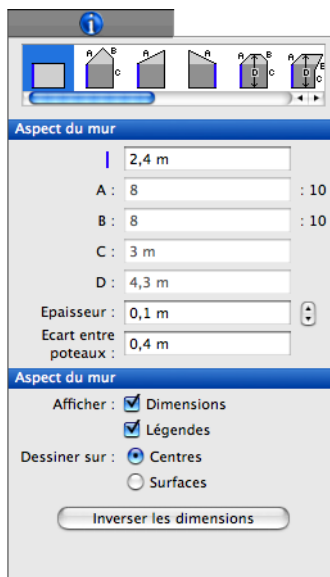 i
A B C
A
A
A B D C
A D E C
Aspect du mur
2,4 m
A : 8 : 10
B : 8 : 10
C : 3 m
D : 4,3 m
Epaisseur : 0,1 m
Ecart entre
poteaux : 0,4 m
Aspect du mur
Afficher : Dimensions
Légendes
Dessiner sur : Centres
Surfaces
Inverser les dimensions